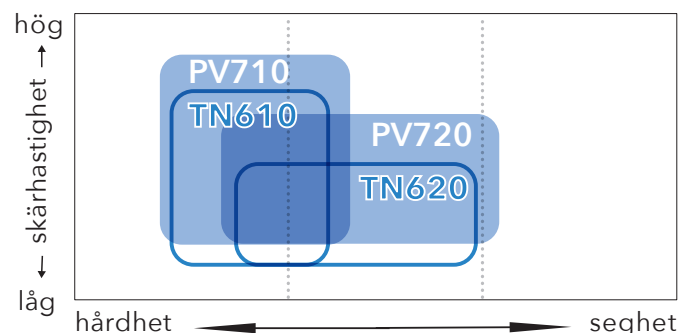 hög
PV710
TN610
PV720
TN620
← skärhastighet →
låg
hårdhet
seghet